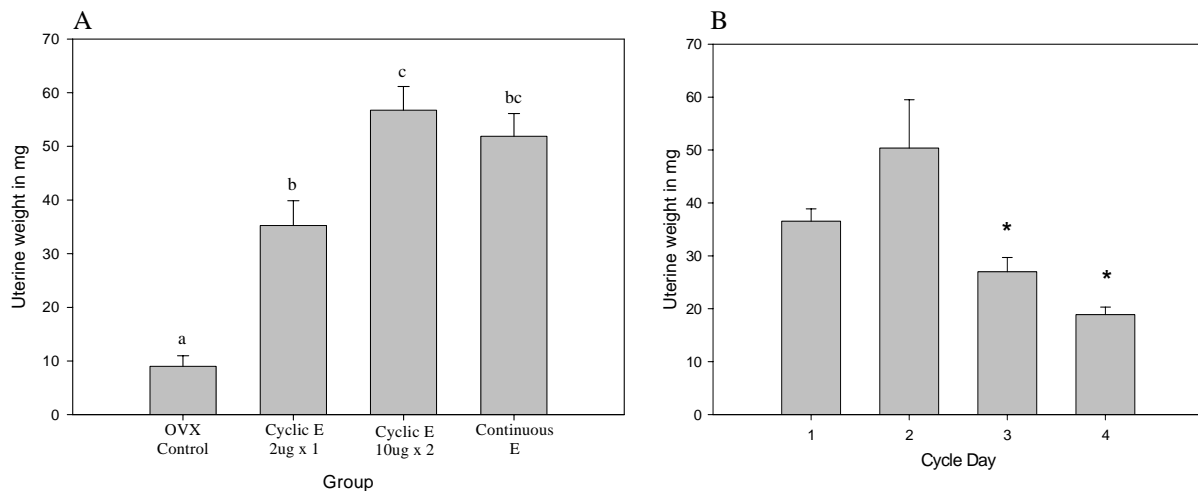 A
Uterine weight in mg
70
60
50
40
30
20
10
0
a
b
c
bc
OVX
Control
Cyclic E
2ug x 1
Cyclic E
10ug x 2
Continuous
E
Group
B
Uterine weight in mg
70
60
50
40
30
20
10
0
*
*
1 2 3 4
Cycle Day